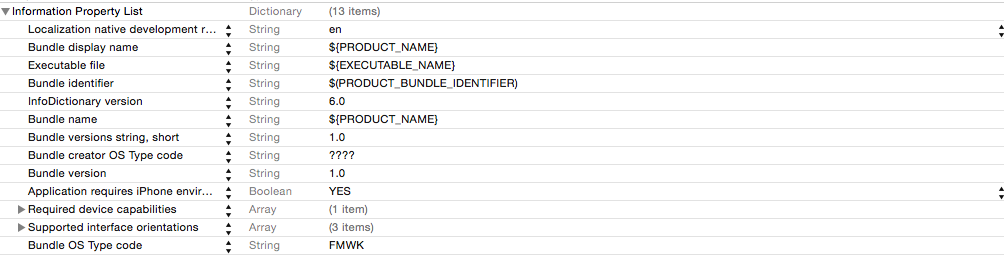 Information Property List Dictionary (13 items)
Localization native development r... String en
Bundle display name String ${PRODUCT_NAME}
Executable file String ${EXECUTABLE_NAME}
Bundle identifier String $(PRODUCT_BUNDLE_IDENTIFIER)
InfoDictionary version String 6.0
Bundle name String ${PRODUCT_NAME}
Bundle versions string, short String 1.0
Bundle creator OS Type code String ????
Bundle version String 1.0
Application requires iPhone envir... Boolean YES
Required device capabilities Array (1 item)
Supported interface orientations Array (3 items)
Bundle OS Type code String FMWK